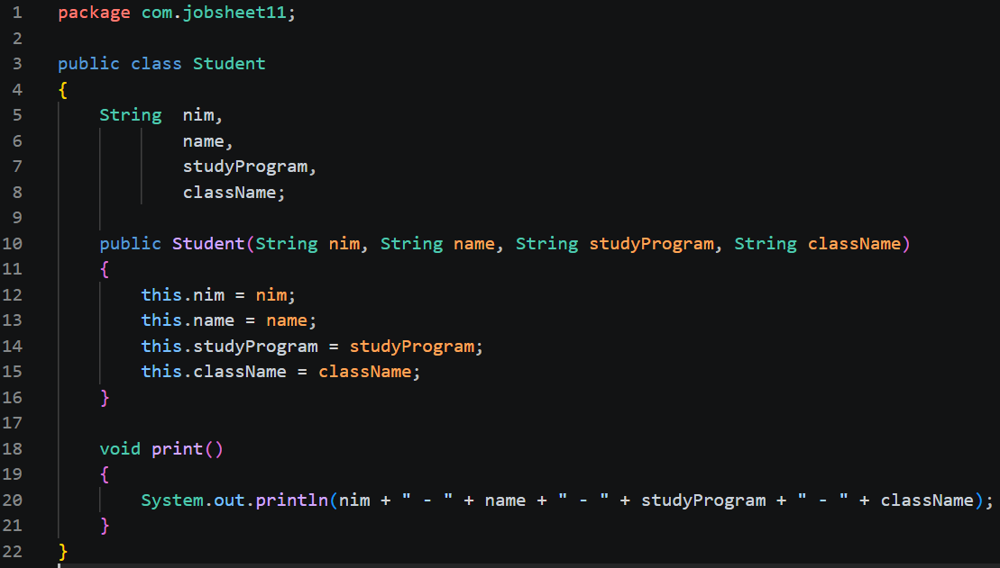 1 package com.jobsheet11;
2
3 public class Student
4 {
5     String  nim,
6             name,
7             studyProgram,
8             className;
9
10     public Student(String nim, String name, String studyProgram, String className)
11     {
12         this.nim = nim;
13         this.name = name;
14         this.studyProgram = studyProgram;
15         this.className = className;
16     }
17
18     void print()
19     {
20         System.out.println(nim + " - " + name + " - " + studyProgram + " - " + className);
21     }
22 }